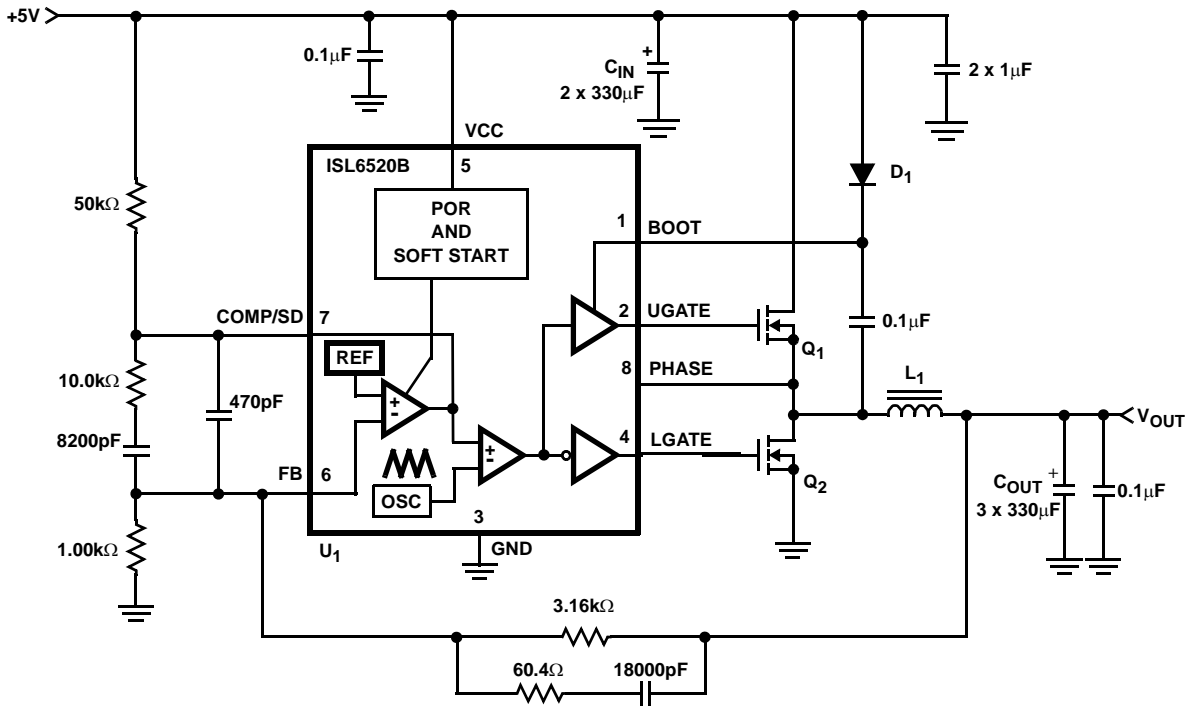 +5V
0.1μF
+
C_IN
2 x 330μF
2 x 1μF
VCC
ISL6520B
5
D1
50kΩ
POR
AND
SOFT START
1
BOOT
COMP/SD
7
2
UGATE
0.1μF
Q1
REF
8
PHASE
L1
10.0kΩ
470pF
+
-
+
-
4
LGATE
VOUT
8200pF
FB
6
OSC
Q2
COUT
+
3 x 330μF
0.1μF
3
1.00kΩ
U1
GND
3.16kΩ
60.4Ω
18000pF